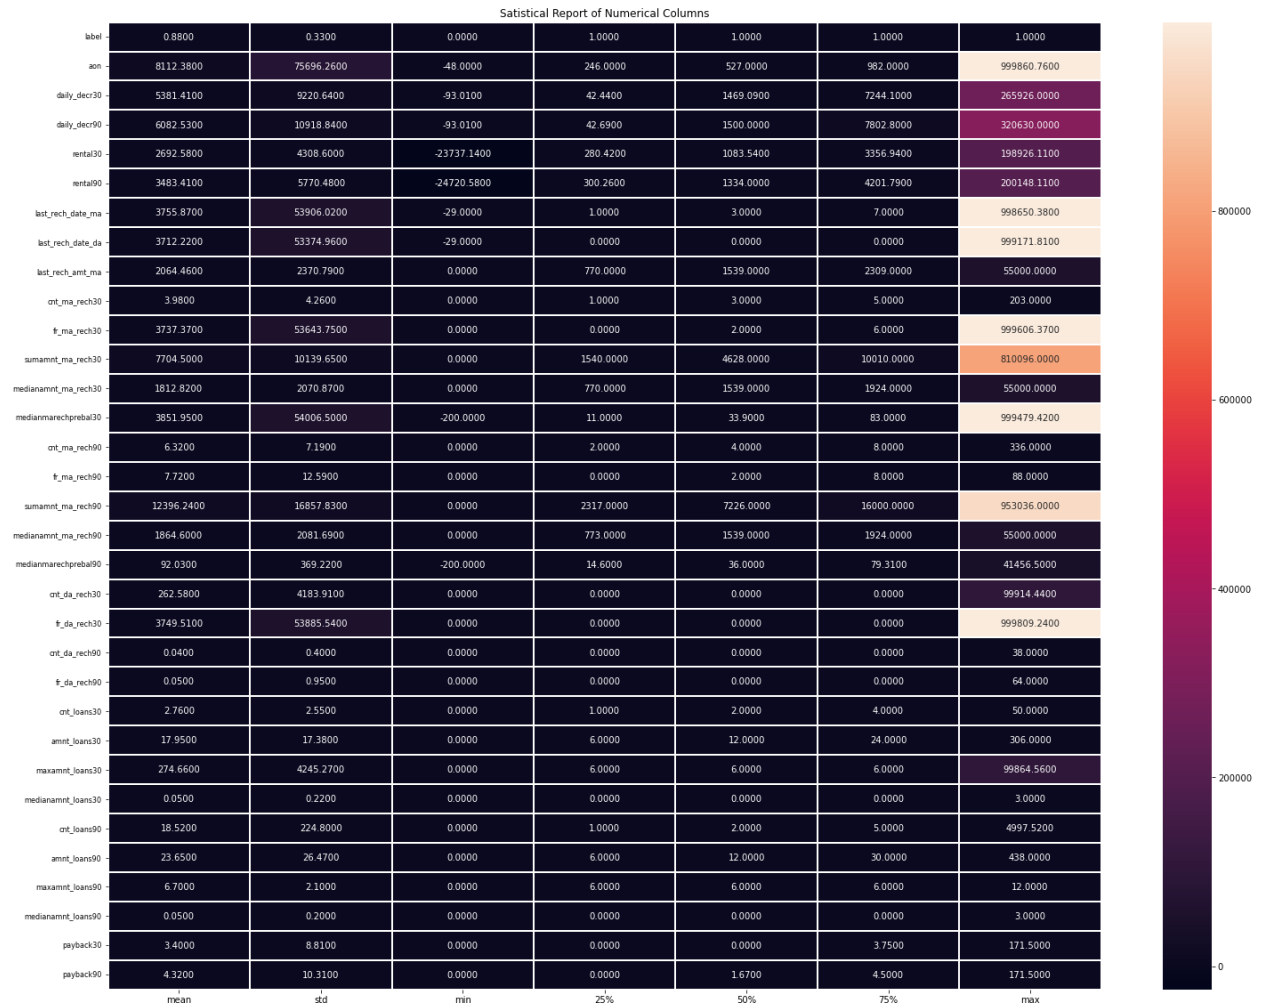 Satistical Report of Numerical Columns
label 0.8800 0.3300 0.0000 1.0000 1.0000 1.0000 1.0000
aon 8112.3800 75696.2600 -48.0000 246.0000 527.0000 982.0000 999860.7600
daily_decr30 5381.4100 9220.6400 -93.0100 42.4400 1469.0900 7244.1000 265926.0000
daily_decr90 6082.5300 10918.8400 -93.0100 42.6900 1500.0000 7802.8000 320630.0000
rental30 2692.5800 4308.6000 -23737.1400 280.4200 1083.5400 3356.9400 198926.1100
rental90 3483.4100 5770.4800 -24720.5800 300.2600 1334.0000 4201.7900 200148.1100
last_rech_date_ma 3755.8700 53906.0200 -29.0000 1.0000 3.0000 7.0000 998650.3800
800000
last_rech_date_da 3712.2200 53374.9600 -29.0000 0.0000 0.0000 0.0000 999171.8100
last_rech_amt_ma 2064.4600 2370.7900 0.0000 770.0000 1539.0000 2309.0000 55000.0000
cnt_ma_rech30 3.9800 4.2600 0.0000 1.0000 3.0000 5.0000 203.0000
fr_ma_rech30 3737.3700 53643.7500 0.0000 0.0000 2.0000 6.0000 999606.3700
sumamnt_ma_rech30 7704.5000 10139.6500 0.0000 1540.0000 4628.0000 10010.0000 810096.0000
medianamnt_ma_rech30 1812.8200 2070.8700 0.0000 770.0000 1539.0000 1924.0000 55000.0000
600000
medianmarechprebal30 3851.9500 54006.5000 -200.0000 11.0000 33.9000 83.0000 999479.4200
cnt_ma_rech90 6.3200 7.1900 0.0000 2.0000 4.0000 8.0000 336.0000
fr_ma_rech90 7.7200 12.5900 0.0000 0.0000 2.0000 8.0000 88.0000
sumamnt_ma_rech90 12396.2400 16857.8300 0.0000 2317.0000 7226.0000 16000.0000 953036.0000
medianamnt_ma_rech90 1864.6000 2081.6900 0.0000 773.0000 1539.0000 1924.0000 55000.0000
medianmarechprebal90 92.0300 369.2200 -200.0000 14.6000 36.0000 79.3100 41456.5000
400000
cnt_da_rech30 262.5800 4183.9100 0.0000 0.0000 0.0000 0.0000 99914.4400
fr_da_rech30 3749.5100 53885.5400 0.0000 0.0000 0.0000 0.0000 999809.2400
cnt_da_rech90 0.0400 0.4000 0.0000 0.0000 0.0000 0.0000 38.0000
fr_da_rech90 0.0500 0.9500 0.0000 0.0000 0.0000 0.0000 64.0000
cnt_loans30 2.7600 2.5500 0.0000 1.0000 2.0000 4.0000 50.0000
amnt_loans30 17.9500 17.3800 0.0000 6.0000 12.0000 24.0000 306.0000
maxamnt_loans30 274.6600 4245.2700 0.0000 6.0000 6.0000 6.0000 99864.5600
200000
medianamnt_loans30 0.0500 0.2200 0.0000 0.0000 0.0000 0.0000 3.0000
cnt_loans90 18.5200 224.8000 0.0000 1.0000 2.0000 5.0000 4997.5200
amnt_loans90 23.6500 26.4700 0.0000 6.0000 12.0000 30.0000 438.0000
maxamnt_loans90 6.7000 2.1000 0.0000 6.0000 6.0000 6.0000 12.0000
medianamnt_loans90 0.0500 0.2000 0.0000 0.0000 0.0000 0.0000 3.0000
payback30 3.4000 8.8100 0.0000 0.0000 0.0000 3.7500 171.5000
0
payback90 4.3200 10.3100 0.0000 0.0000 1.6700 4.5000 171.5000
mean std min 25% 50% 75% max